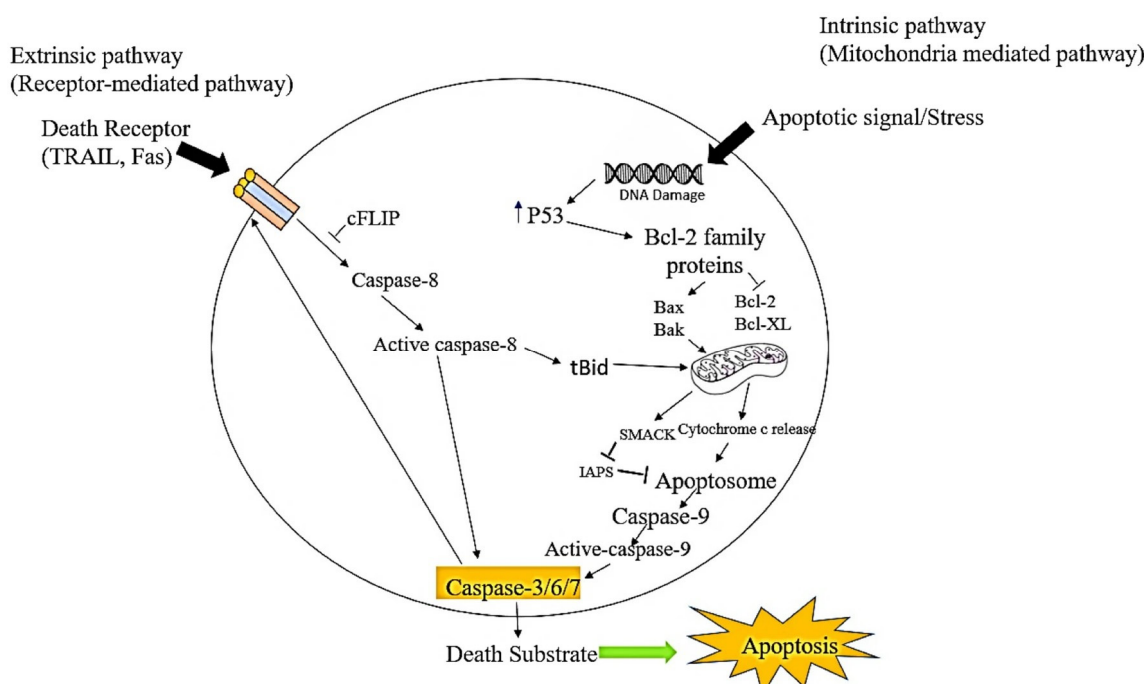 Extrinsic pathway
(Receptor-mediated pathway)
Death Receptor
(TRAIL, Fas)
Intrinsic pathway
(Mitochondria mediated pathway)
Apoptotic signal/Stress
DNA Damage
P53
cFLIP
Bcl-2 family
proteins
Caspase-8
Bax
Bak
Bcl-2
Bcl-XL
Active caspase-8
tBid
SMACK
Cytochrome c release
IAPS
Apoptosome
Caspase-9
Active-caspase-9
Caspase-3/6/7
Death Substrate
Apoptosis